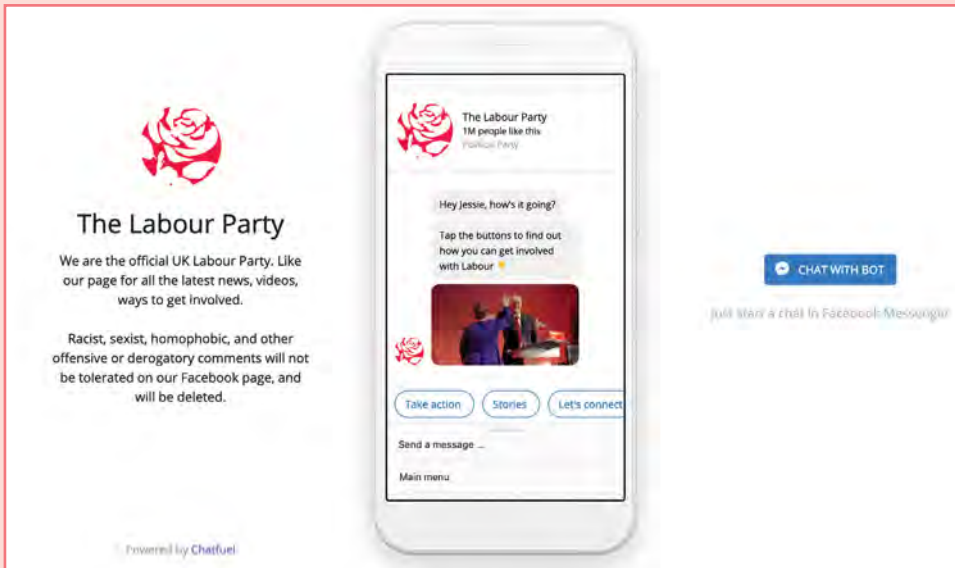 The Labour Party
We are the official UK Labour Party. Like
our page for all the latest news, videos,
ways to get involved.
Racist, sexist, homophobic, and other
offensive or derogatory comments will not
be tolerated on our Facebook page, and
will be deleted.
Powered by Chatfuel
The Labour Party
1M people like this
Political Party
Hey Jessie, how's it going?
Tap the buttons to find out
how you can get involved
with Labour
Take action
Stories
Let's connect
Send a message ...
Main menu
CHAT WITH BOT
Just start a chat in Facebook Messenger